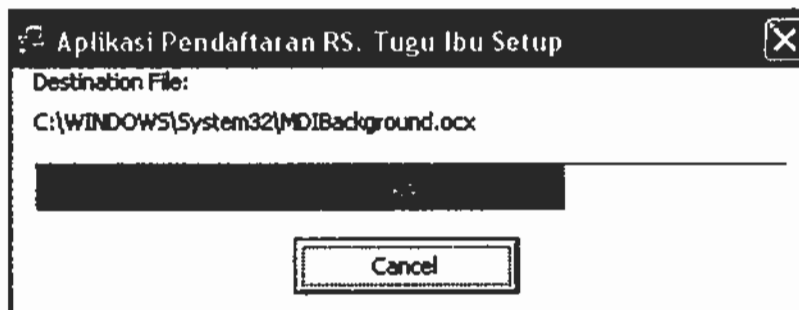 Aplikasi Pendaftaran RS. Tugu Ibu Setup
Destination File:
C:\WINDOWS\System32\MDIBackground.ocx
Cancel